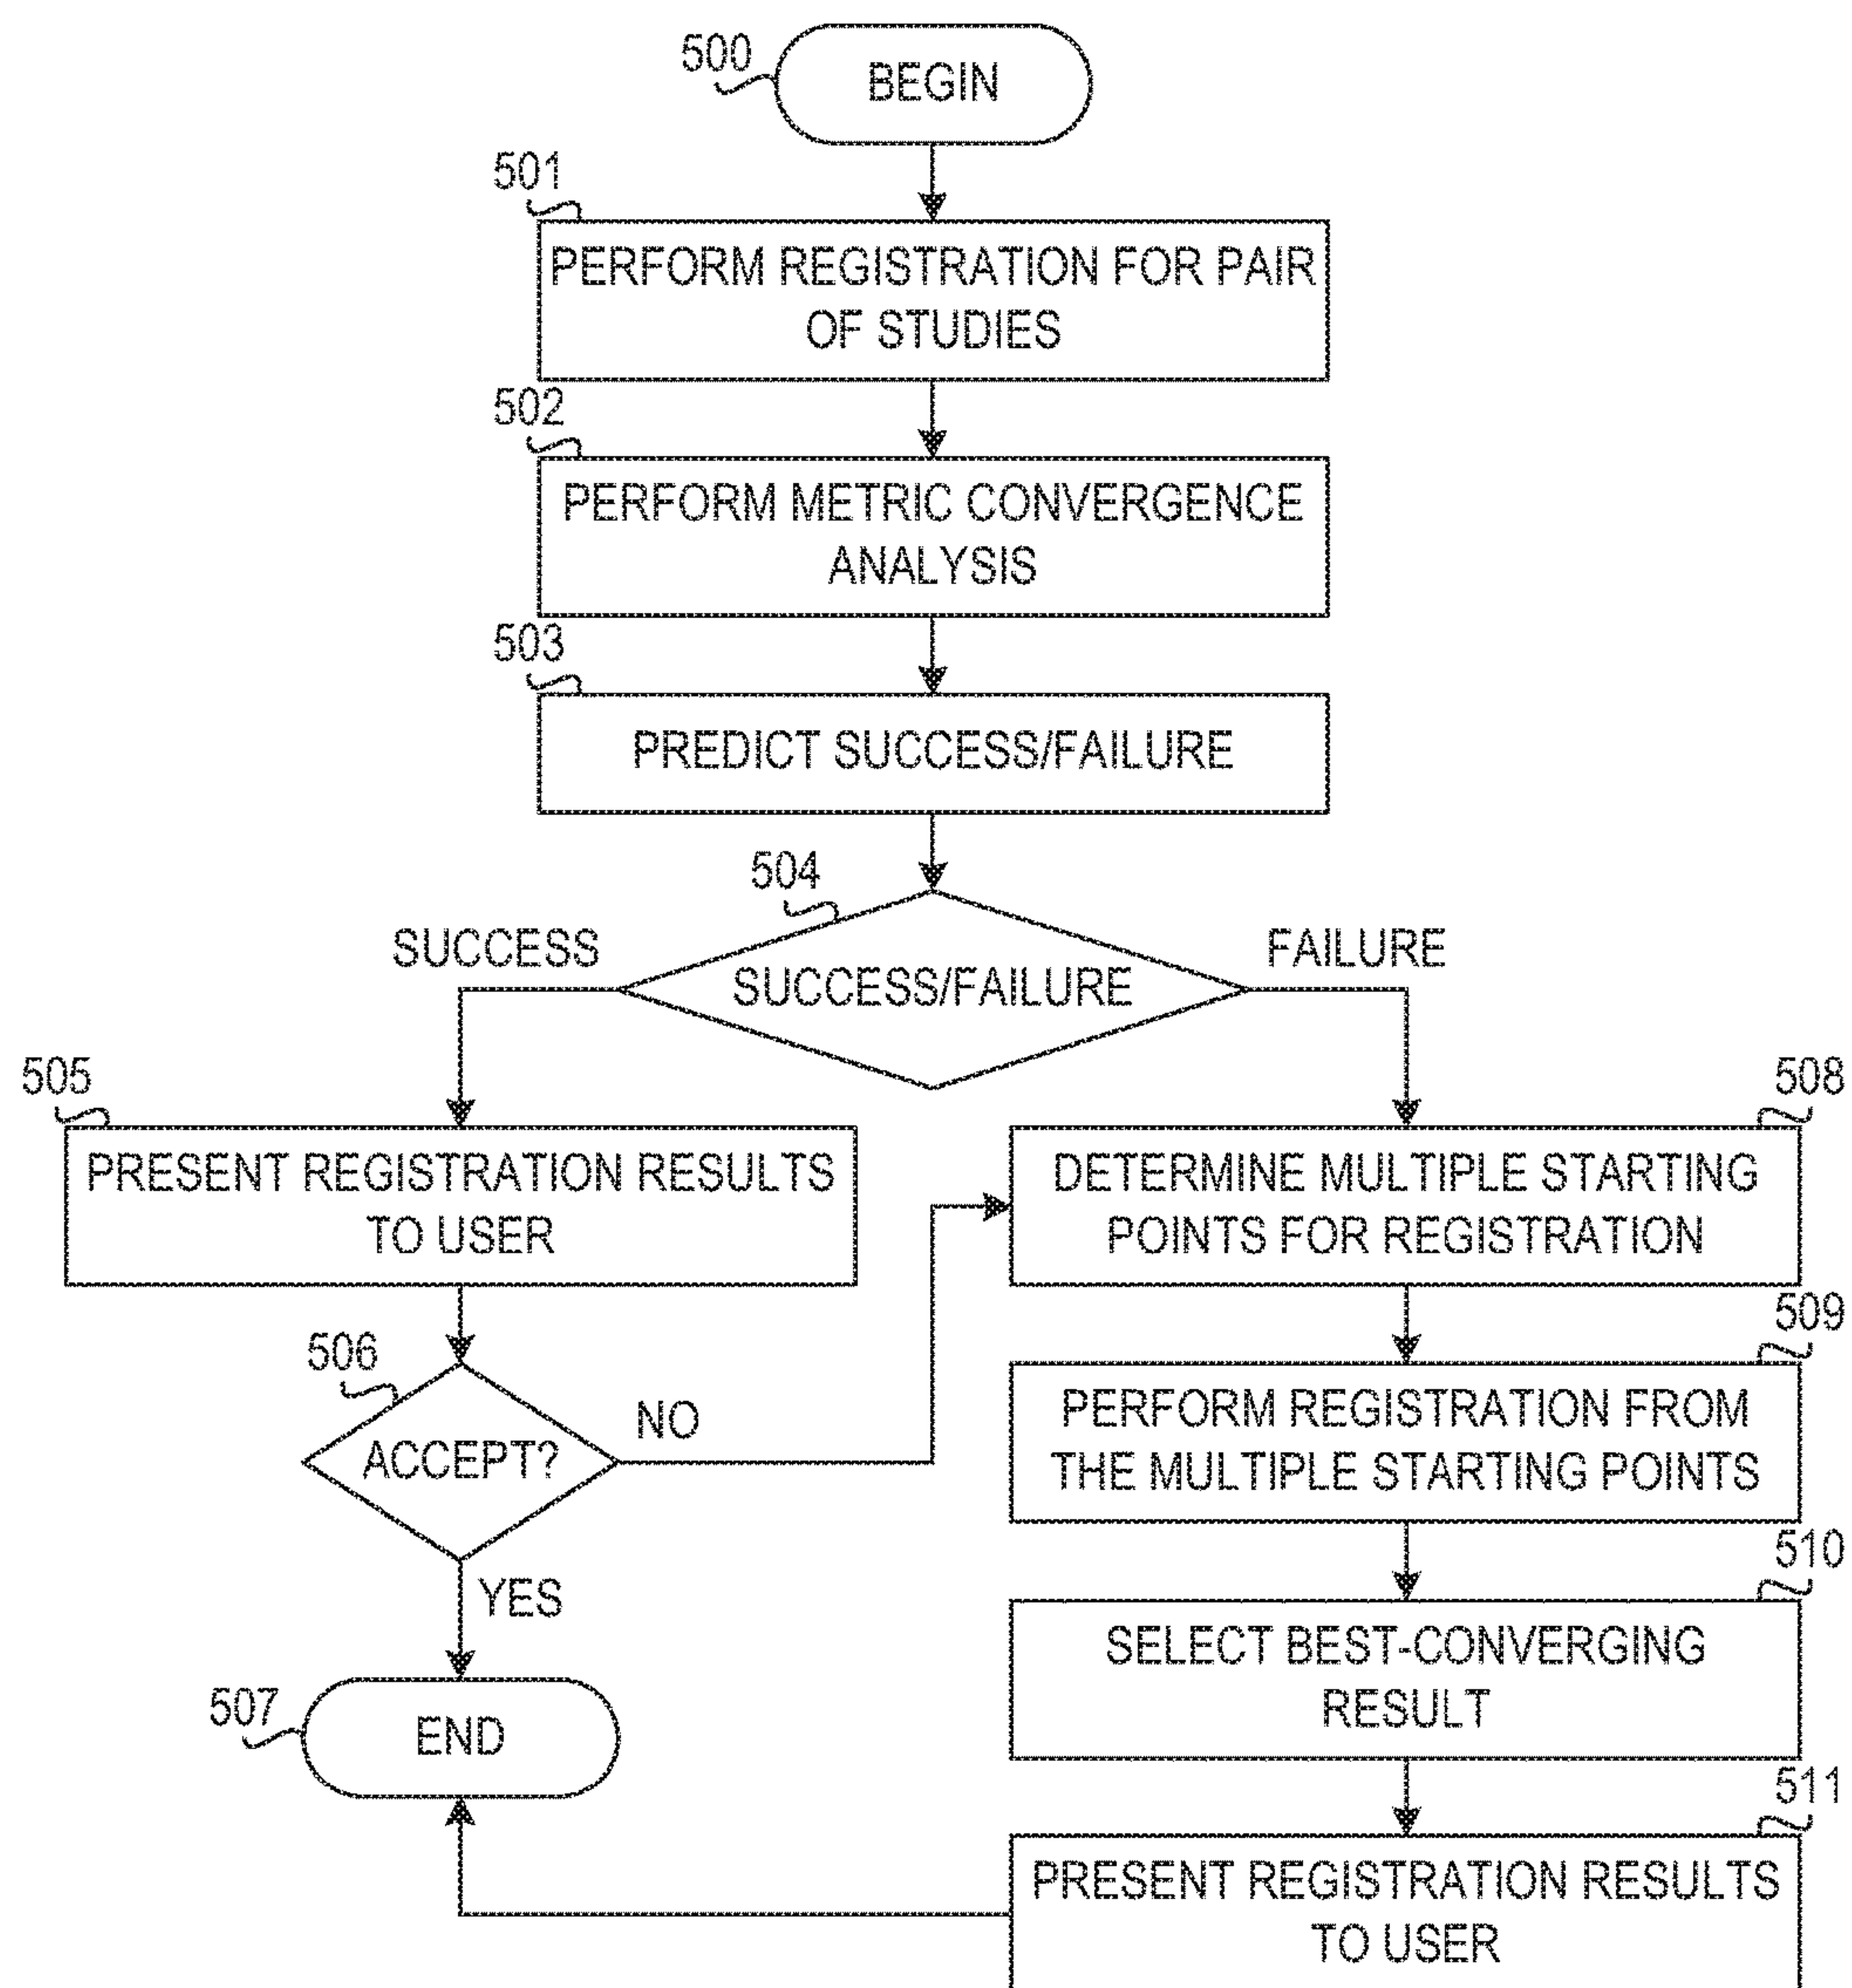 500
BEGIN
501
PERFORM REGISTRATION FOR PAIR
OF STUDIES
502
PERFORM METRIC CONVERGENCE
ANALYSIS
503
PREDICT SUCCESS/FAILURE
504
SUCCESS
SUCCESS/FAILURE
FAILURE
505
PRESENT REGISTRATION RESULTS
TO USER
506
ACCEPT?
NO
YES
507
END
508
DETERMINE MULTIPLE STARTING
POINTS FOR REGISTRATION
509
PERFORM REGISTRATION FROM
THE MULTIPLE STARTING POINTS
510
SELECT BEST-CONVERGING
RESULT
511
PRESENT REGISTRATION RESULTS
TO USER